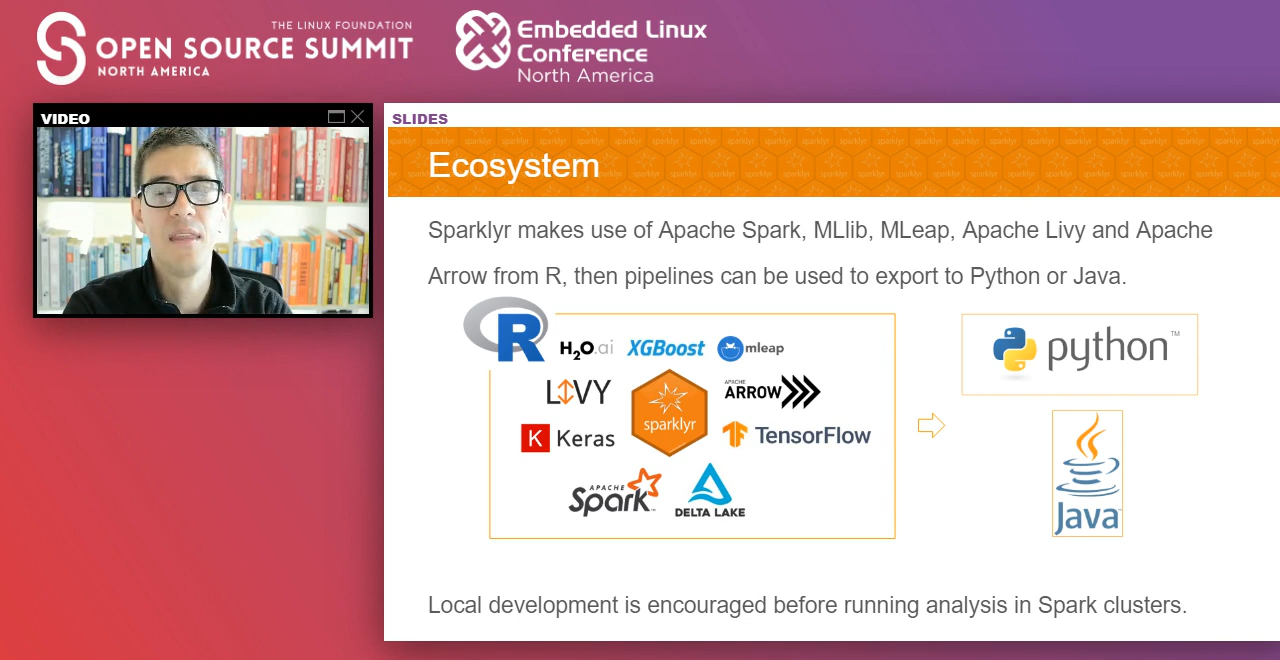 THE LINUX FOUNDATION
OPEN SOURCE SUMMIT
NORTH AMERICA
Embedded Linux
Conference
North America
VIDEO
SLIDES
Ecosystem
Sparklyr makes use of Apache Spark, MLlib, MLeap, Apache Livy and Apache
Arrow from R, then pipelines can be used to export to Python or Java.
R
H2O.ai
XGBoost
mleap
LIVY
sparklyr
APACHE
ARROW
K Keras
TensorFlow
APACHE
Spark™
DELTA LAKE
python™
Java
Local development is encouraged before running analysis in Spark clusters.